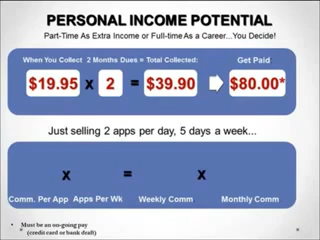 PERSONAL INCOME POTENTIAL
Part-Time As Extra Income or Full-time As a Career...You Decide!
When You Collect 2 Months Dues = Total Collected: Get Paid
$19.95 x 2 = $39.90 $80.00*
Just selling 2 apps per day, 5 days a week...
x = x
Comm. Per App Apps Per Wk Weekly Comm Monthly Comm
• Must be an on-going pay
(credit card or bank draft)